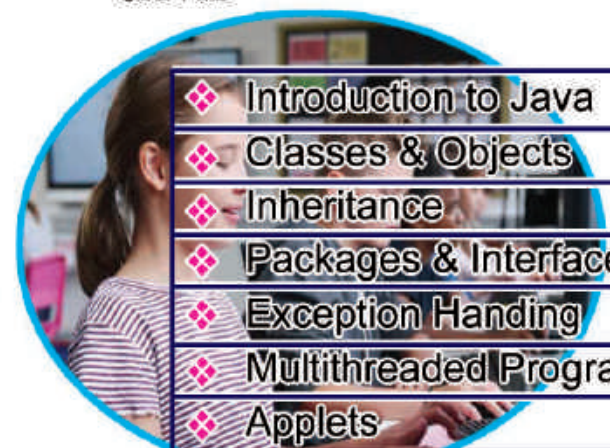 Introduction to Java
Classes & Objects
Inheritance
Packages & Interface
Exception Handing
Multithreaded Progra
Applets